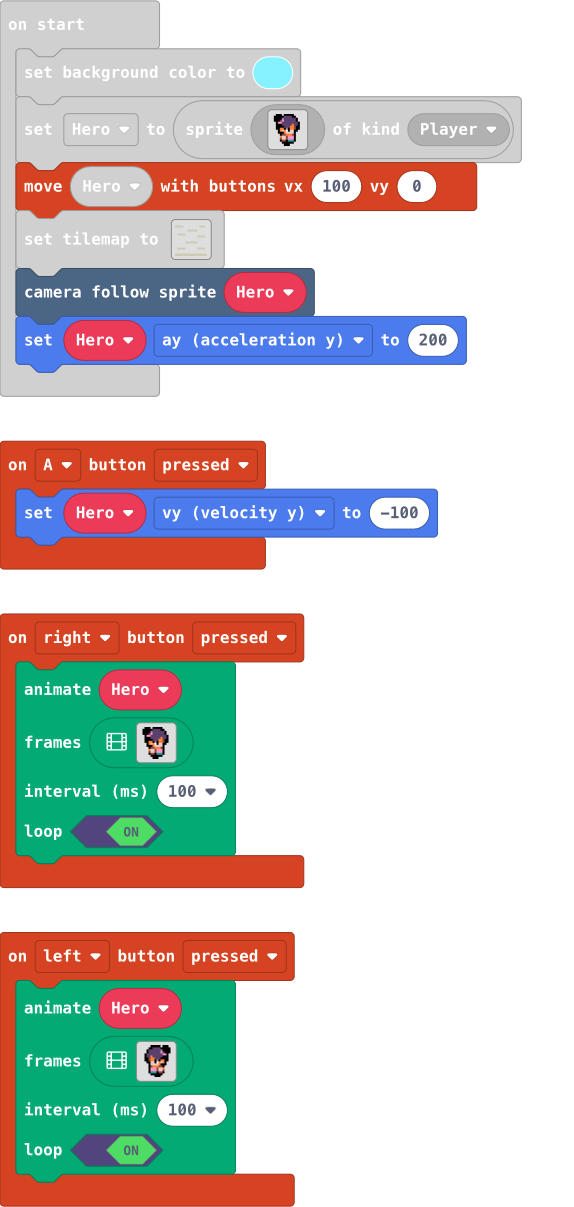 on start
set background color to
set Hero to sprite of kind Player
move Hero with buttons vx 100 vy 0
set tilemap to
camera follow sprite Hero
set Hero ay (acceleration y) to 200
on A button pressed
set Hero vy (velocity y) to -100
on right button pressed
animate Hero
frames
interval (ms) 100
loop ON
on left button pressed
animate Hero
frames
interval (ms) 100
loop ON